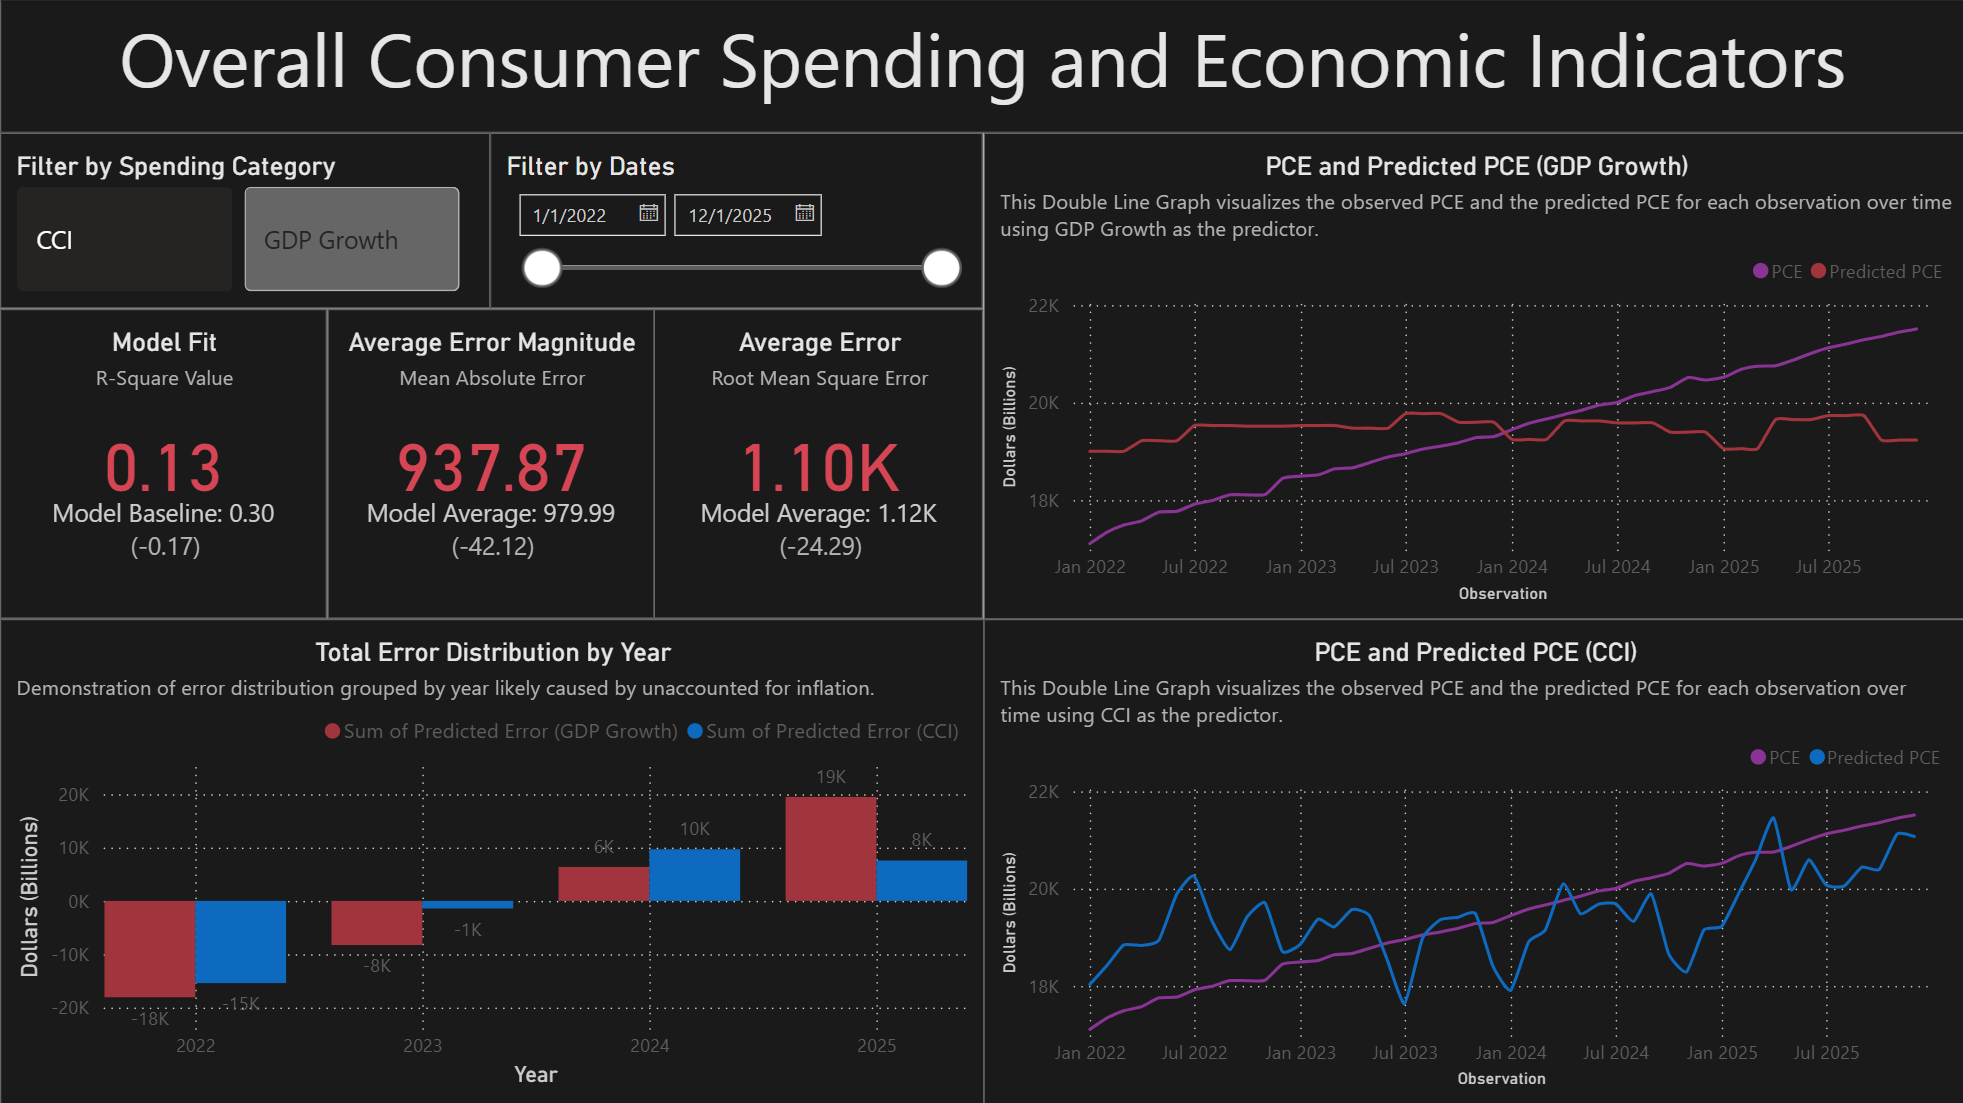 Overall Consumer Spending and Economic Indicators
Filter by Spending Category
CCI
GDP Growth
Filter by Dates
1/1/2022
12/1/2025
Model Fit
R-Square Value
0.13
Model Baseline: 0.30
(-0.17)
Average Error Magnitude
Mean Absolute Error
937.87
Model Average: 979.99
(-42.12)
Average Error
Root Mean Square Error
1.10K
Model Average: 1.12K
(-24.29)
PCE and Predicted PCE (GDP Growth)
This Double Line Graph visualizes the observed PCE and the predicted PCE for each observation over time
using GDP Growth as the predictor.
PCE
Predicted PCE
Dollars (Billions)
22K
20K
18K
Jan 2022
Jul 2022
Jan 2023
Jul 2023
Jan 2024
Jul 2024
Jan 2025
Jul 2025
Observation
Total Error Distribution by Year
Demonstration of error distribution grouped by year likely caused by unaccounted for inflation.
Sum of Predicted Error (GDP Growth)
Sum of Predicted Error (CCI)
Dollars (Billions)
20K
10K
0K
-10K
-20K
-18K
-15K
-8K
-1K
6K
10K
19K
8K
2022
2023
2024
2025
Year
PCE and Predicted PCE (CCI)
This Double Line Graph visualizes the observed PCE and the predicted PCE for each observation over
time using CCI as the predictor.
PCE
Predicted PCE
Dollars (Billions)
22K
20K
18K
Jan 2022
Jul 2022
Jan 2023
Jul 2023
Jan 2024
Jul 2024
Jan 2025
Jul 2025
Observation